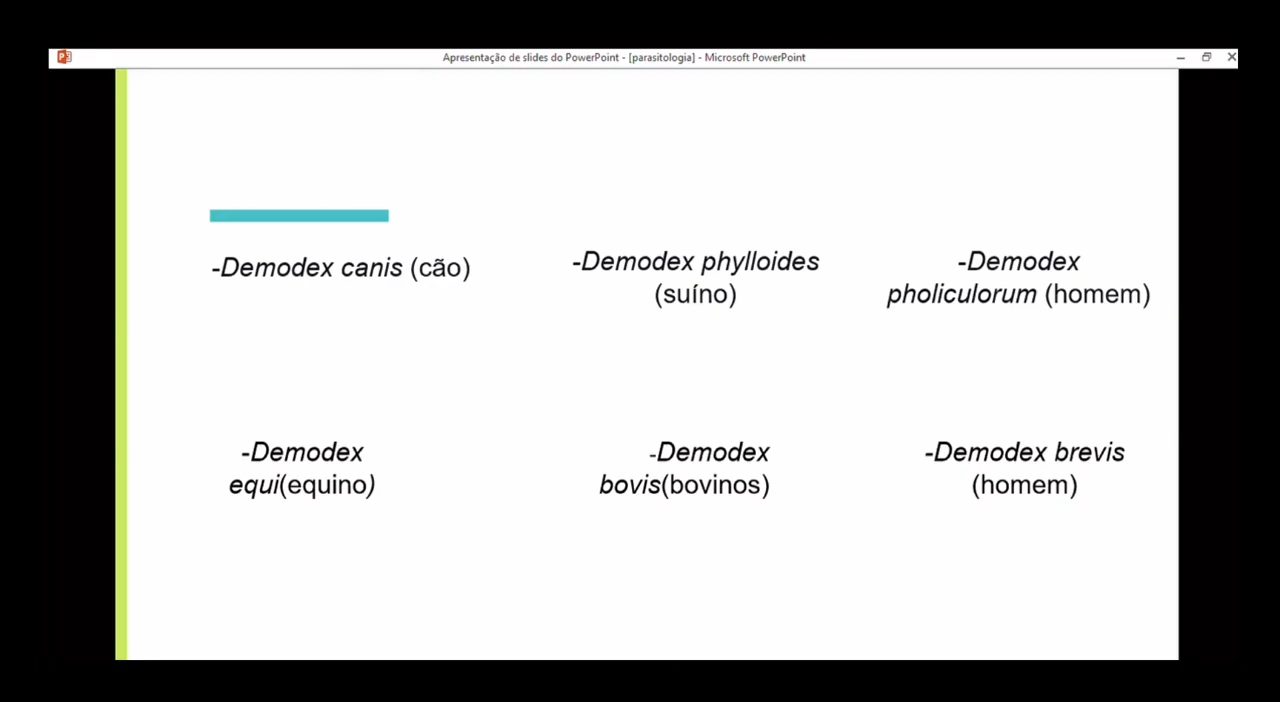 Apresentação de slides do PowerPoint - [parasitologia] - Microsoft PowerPoint
-Demodex canis (cão)
-Demodex phylloides
(suíno)
-Demodex
pholiculorum (homem)
-Demodex
equi(equino)
-Demodex
bovis(bovinos)
-Demodex brevis
(homem)